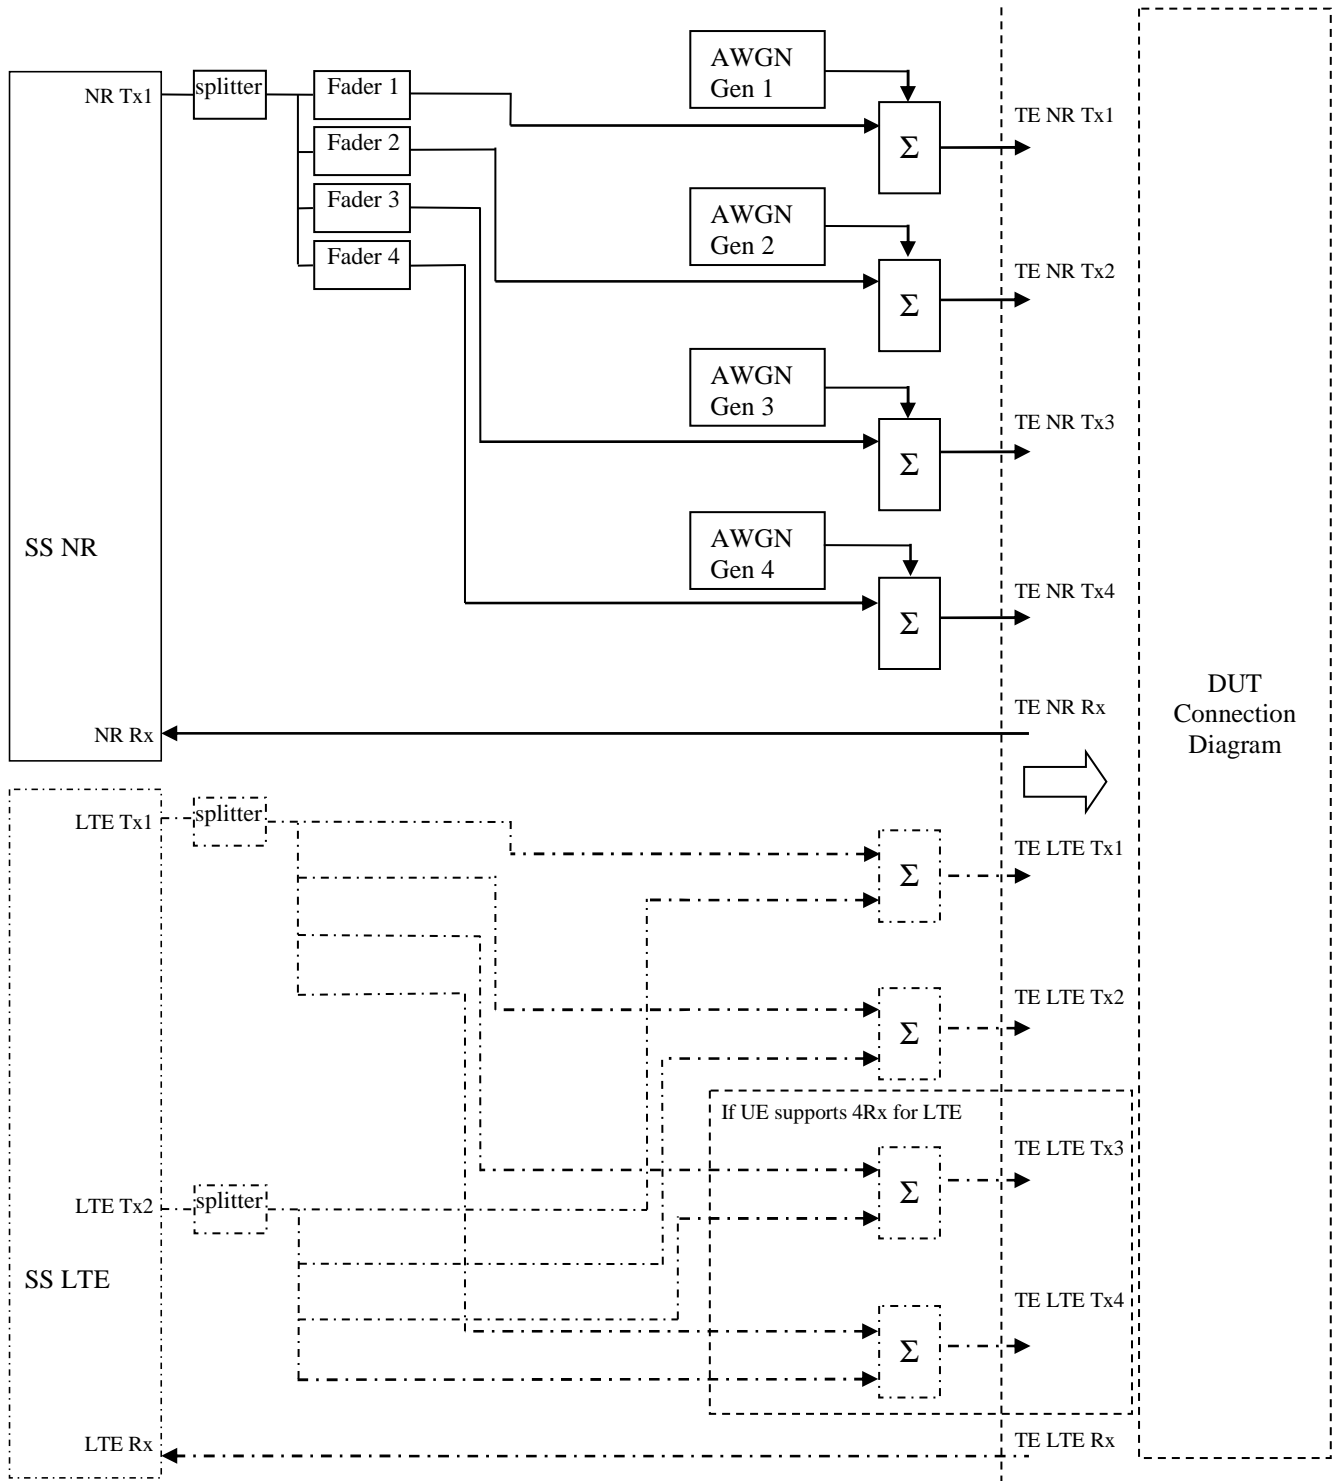 AWGN
Gen 1
NR Tx1
splitter
Fader 1
TE NR Tx1
Fader 2
Σ
Fader 3
AWGN
Gen 2
Fader 4
TE NR Tx2
Σ
AWGN
Gen 3
TE NR Tx3
Σ
SS NR
AWGN
Gen 4
TE NR Tx4
Σ
DUT
Connection
Diagram
NR Rx
TE NR Rx
LTE Tx1
splitter
TE LTE Tx1
Σ
TE LTE Tx2
Σ
If UE supports 4Rx for LTE
TE LTE Tx3
LTE Tx2
splitter
Σ
SS LTE
TE LTE Tx4
Σ
LTE Rx
TE LTE Rx